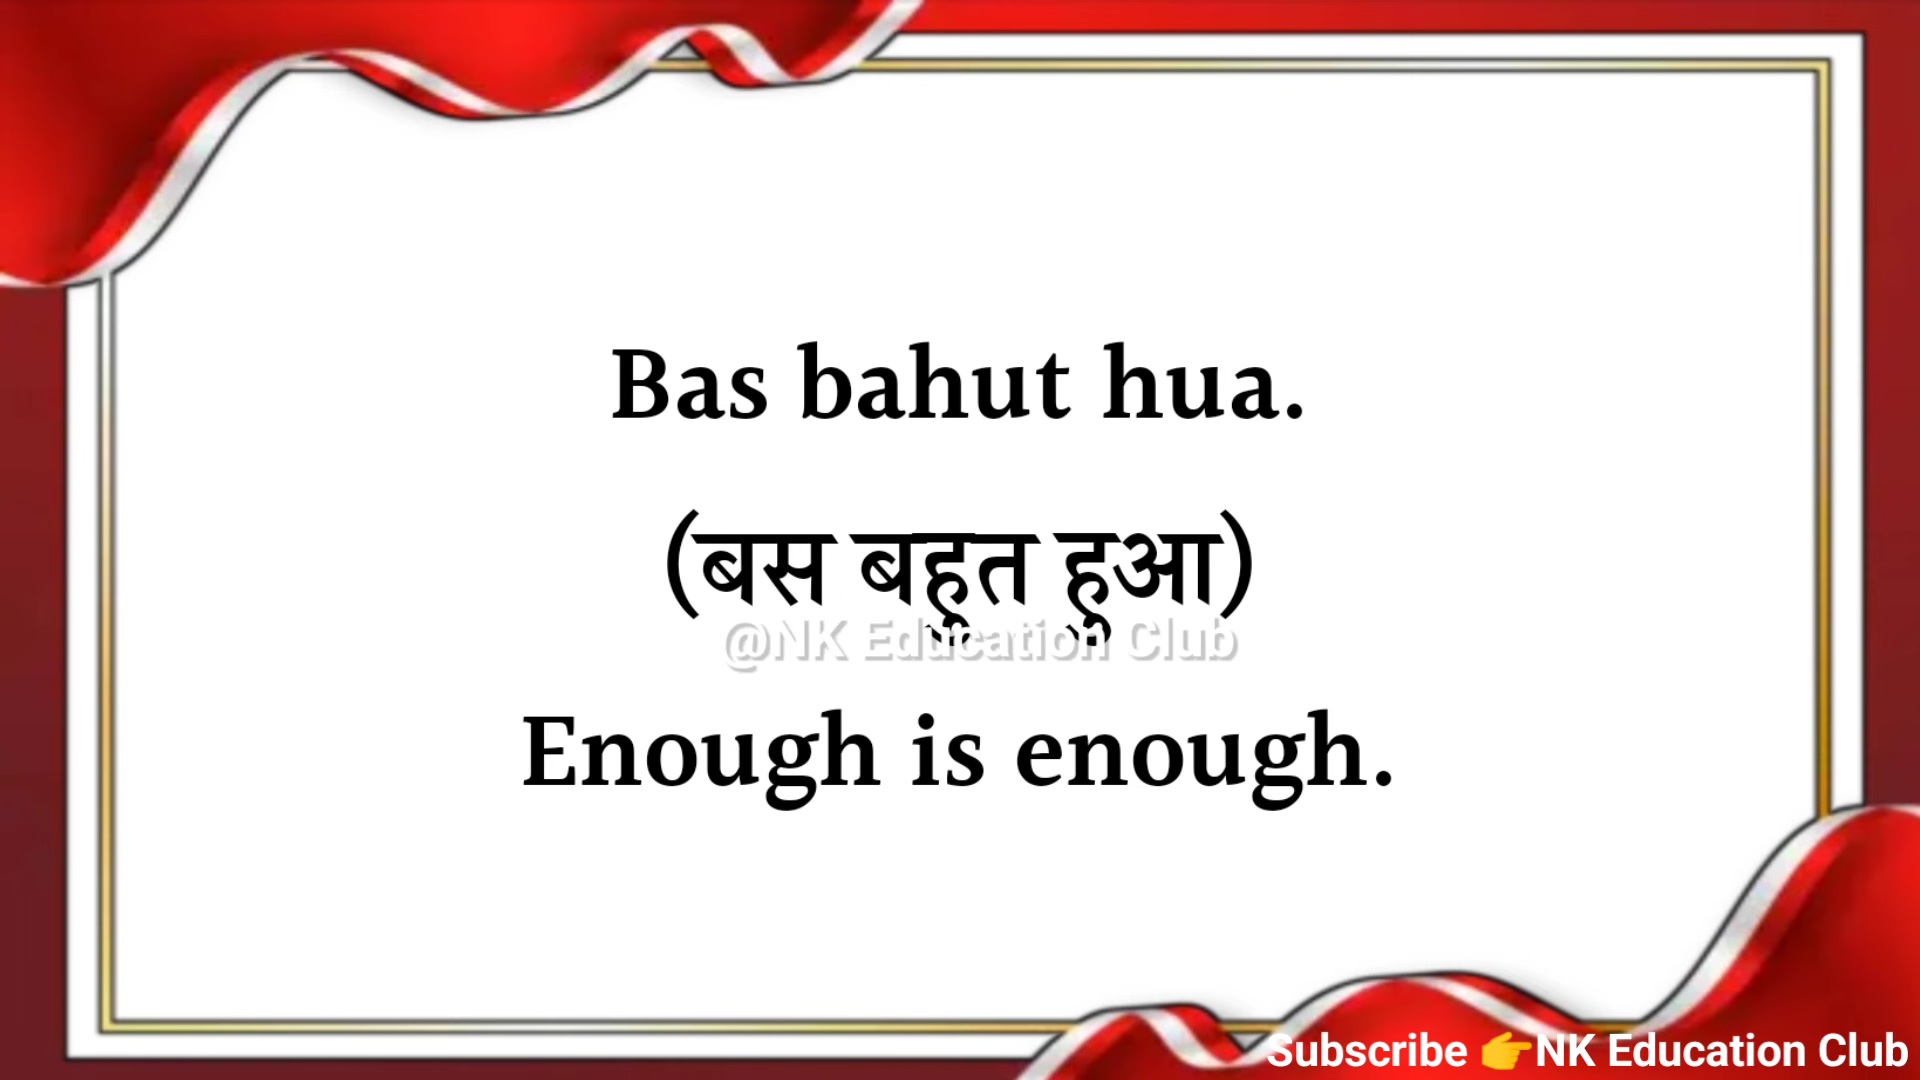 Bas bahut hua.
(बस बहुत हुआ)
@NK Education Club
Enough is enough.
Subscribe 👉NK Education Club